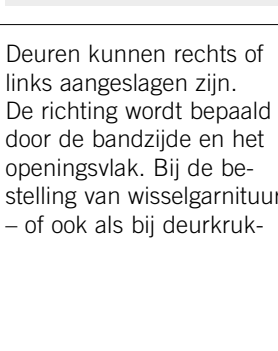 Deuren kunnen rechts of
links aangeslagen zijn.
De richting wordt bepaald
door de bandzijde en het
openingsvlak. Bij de be-
stelling van wisselgarnituur
– of ook als bij deurkruk-